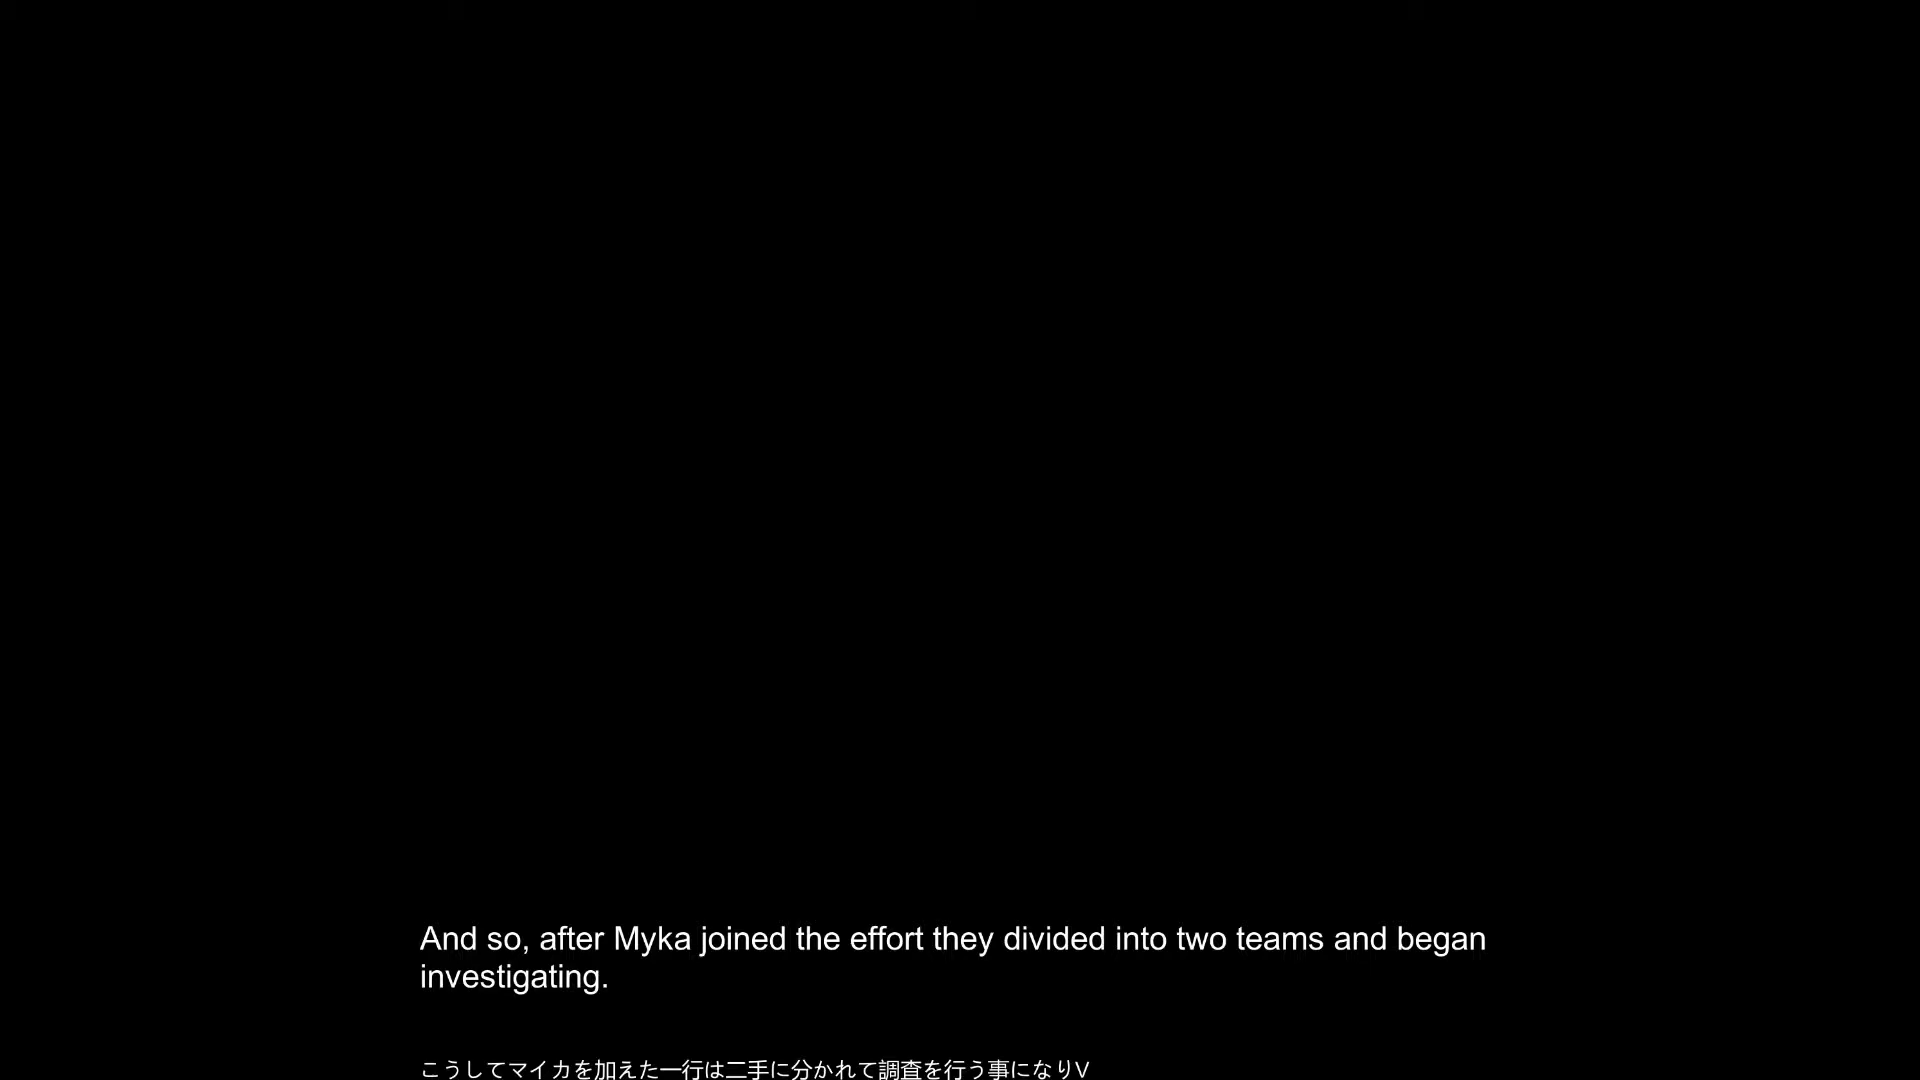 And so, after Myka joined the effort they divided into two teams and began
investigating.
こうしてマイカを加えた一行は二手に分かれて調査を行う事になりV